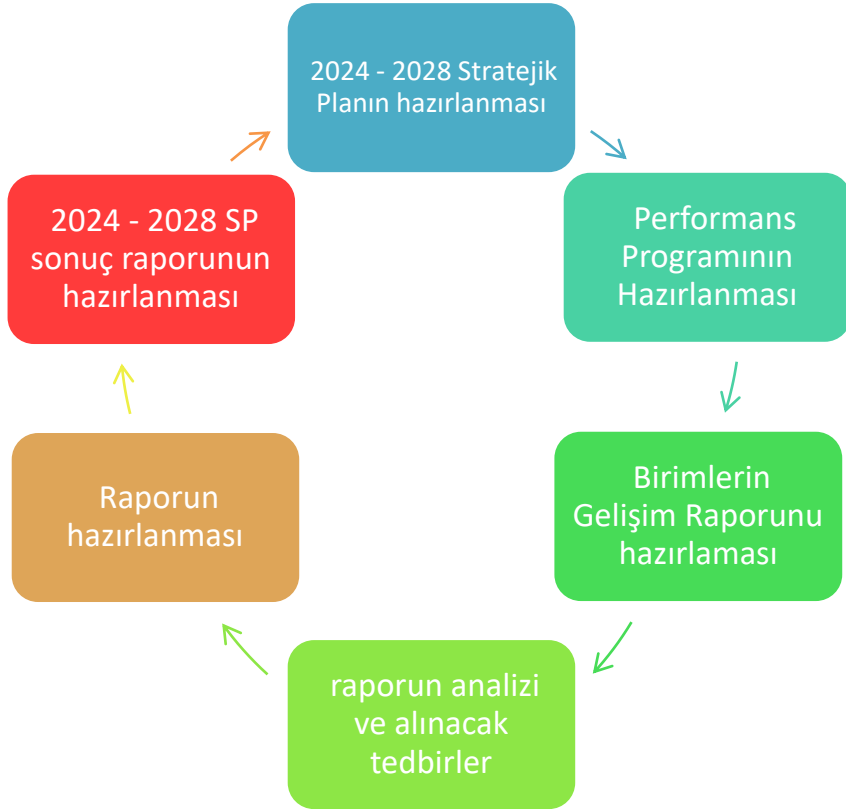 2024 - 2028 Stratejik
Planın hazırlanması
Performans
Programının
Hazırlanması
Birimlerin
Gelişim Raporunu
hazırlaması
raporun analizi
ve alınacak
tedbirler
Raporun
hazırlanması
2024 - 2028 SP
sonuç raporunun
hazırlanması